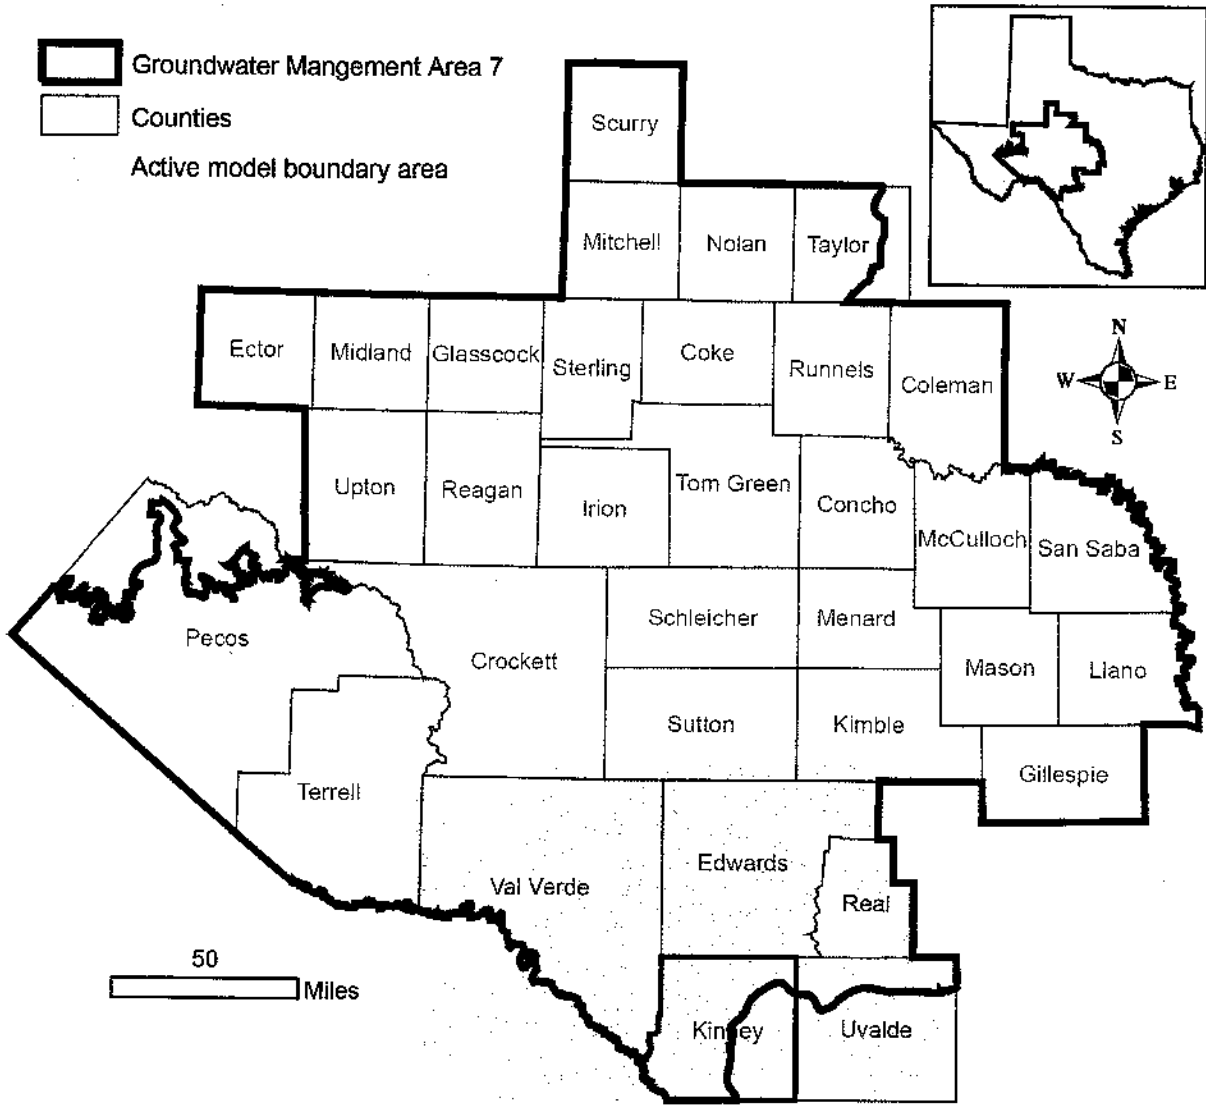 Groundwater Mangement Area 7
Counties
Active model boundary area
Scurry
Mitchell
Nolan
Taylor
Ector
Midland
Glasscock
Sterling
Coke
Runnels
Coleman
N
W
E
S
Upton
Reagan
Irion
Tom Green
Concho
McCulloch
San Saba
Pecos
Crockett
Schleicher
Menard
Mason
Llano
Sutton
Kimble
Terrell
Gillespie
Val Verde
Edwards
Real
50
Miles
Kinney
Uvalde